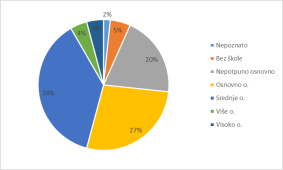 2%
5%
20%
27%
38%
4%
Nepoznato
Bez škole
Nepotpuno osnovno
Osnovno o.
Srednje o.
Više o.
Visoko o.